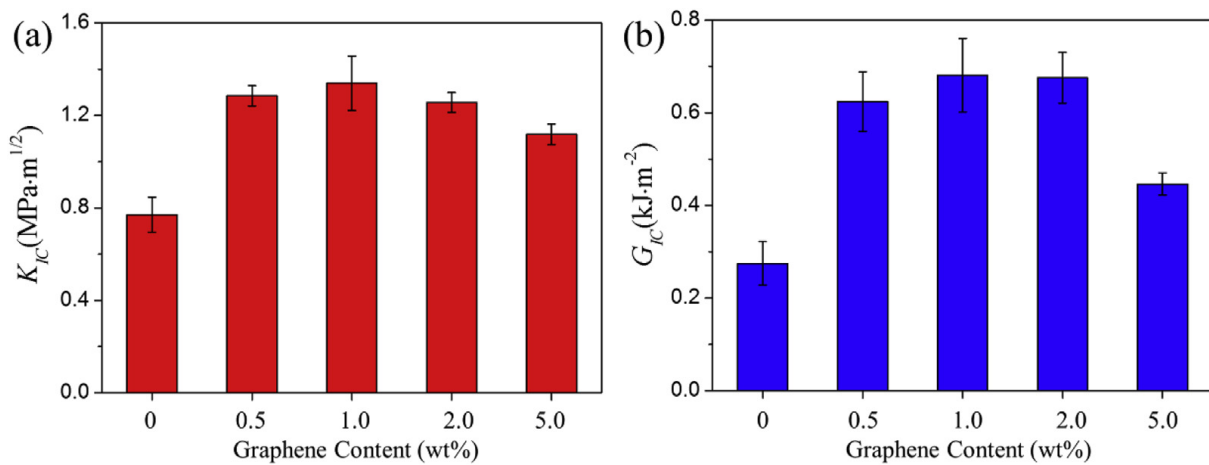 (a)
K_IC(MPa·m^1/2)
1.6
1.2
0.8
0.4
0.0
0 0.5 1.0 2.0 5.0
Graphene Content (wt%)
(b)
G_IC(kJ·m^-2)
0.8
0.6
0.4
0.2
0.0
0 0.5 1.0 2.0 5.0
Graphene Content (wt%)